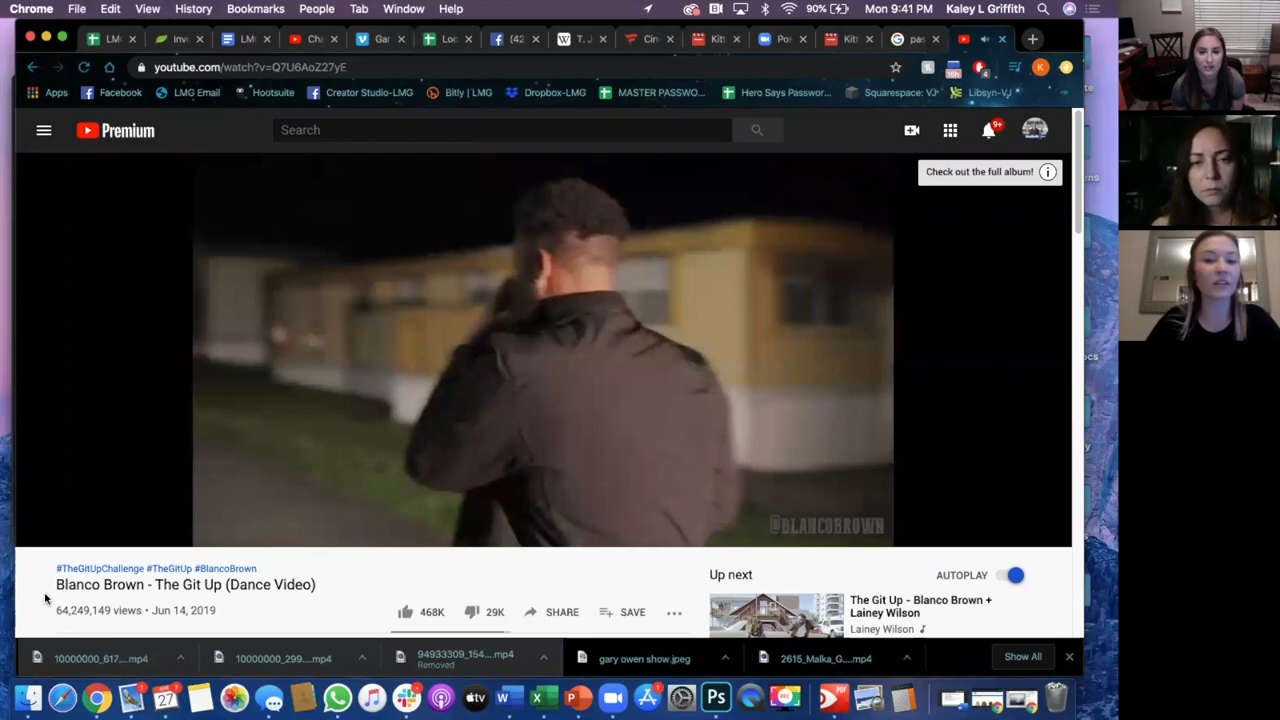 Chrome File Edit View History Bookmarks People Tab Window Help 90% Mon 9:41 PM Kaley L Griffith
youtube.com/watch?v=Q7U6AoZ27yE
Apps Facebook LMG Email Hootsuite Creator Studio-LMG Bitly | LMG Dropbox-LMG MASTER PASSWO... Hero Says Passwor... Squarespace: VJ Libsyn-VJ
Premium
Search
9+
Check out the full album!
@BLANCOBROWN
#TheGitUpChallenge #TheGitUp #BlancoBrown
Blanco Brown - The Git Up (Dance Video)
64,249,149 views • Jun 14, 2019
468K 29K SHARE SAVE
Up next AUTOPLAY
The Git Up - Blanco Brown +
Lainey Wilson
Lainey Wilson
10000000_617....mp4
10000000_299....mp4
94933309_154....mp4
Removed
gary owen show.jpeg
2615_Malka_G....mp4
Show All